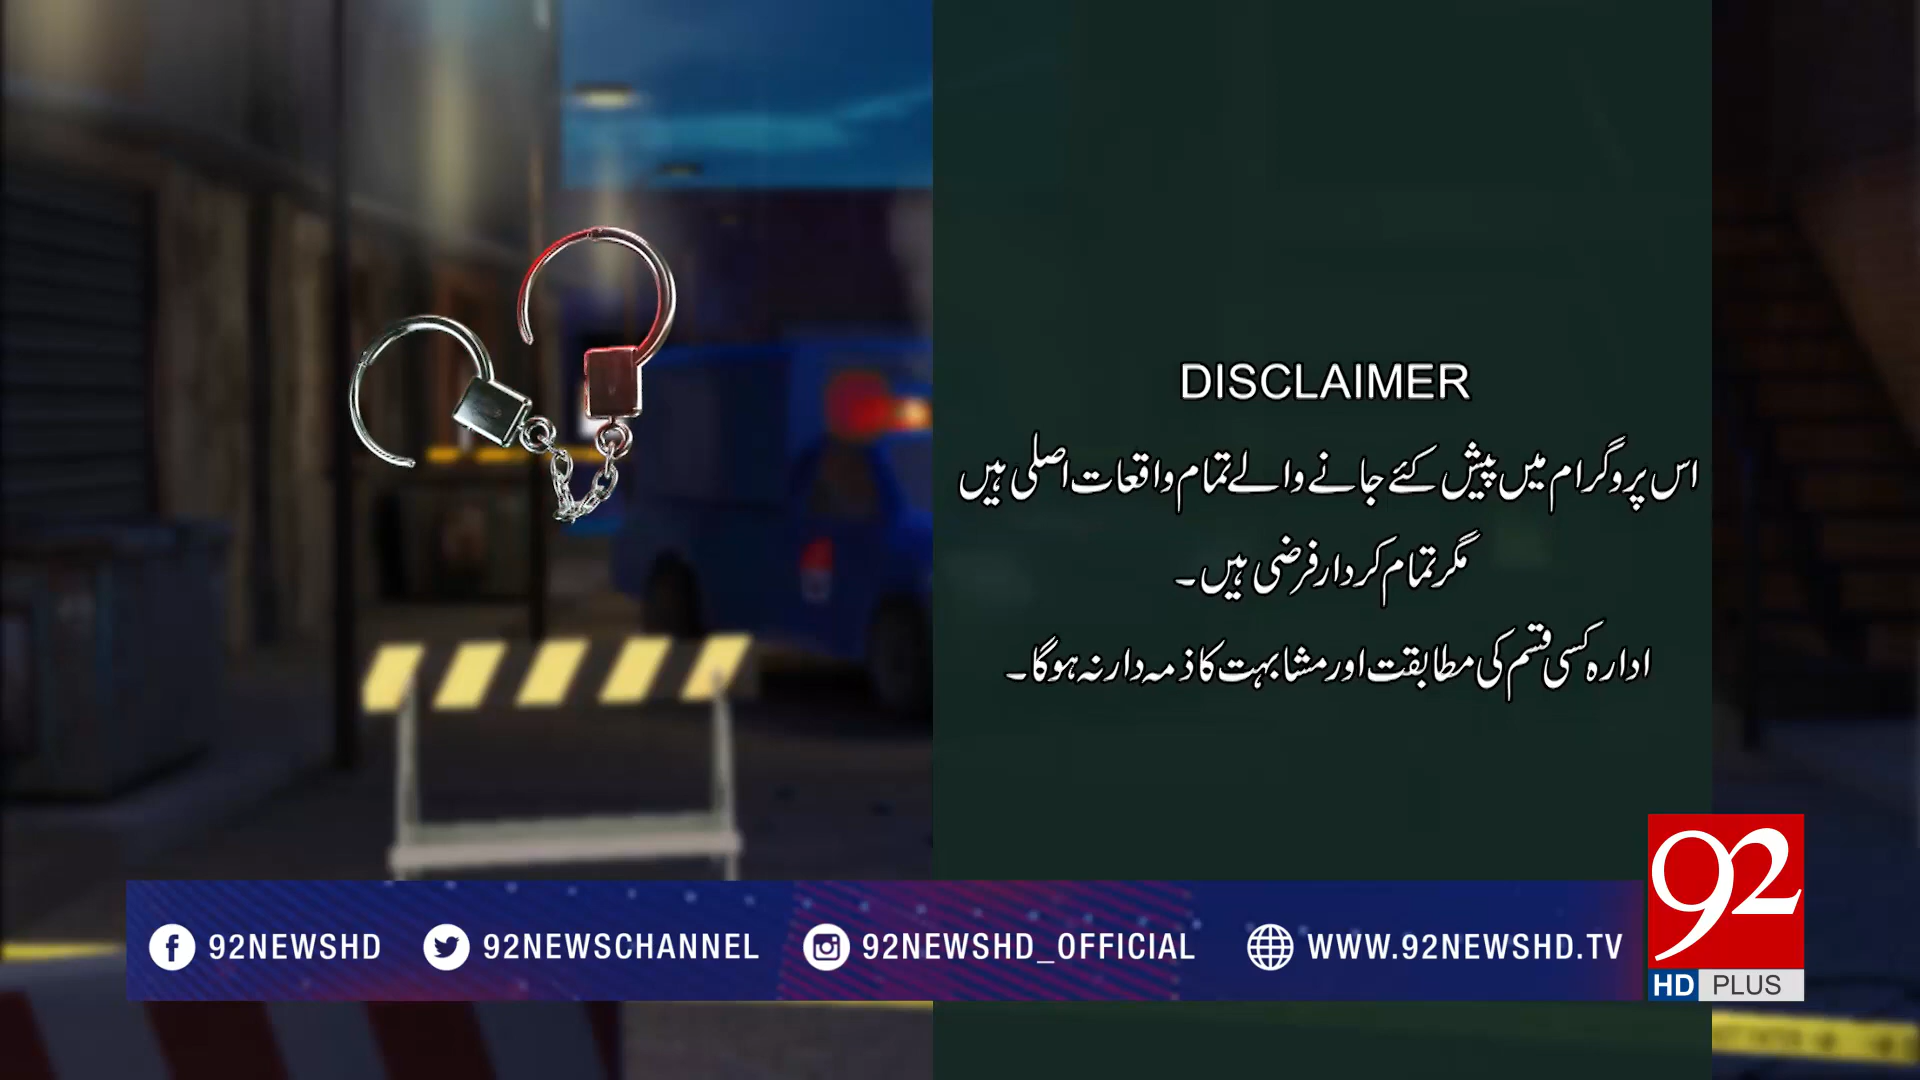 DISCLAIMER
اس پروگرام میں پیش کئے جانے والے تمام واقعات اصلی ہیں
مگر تمام کردار فرضی ہیں۔
ادارہ کسی قسم کی مطابقت اور مشابہت کا ذمہ دار نہ ہوگا۔
92NEWSHD 92NEWSCHANNEL 92NEWSHD_OFFICIAL WWW.92NEWSHD.TV
92
HD PLUS